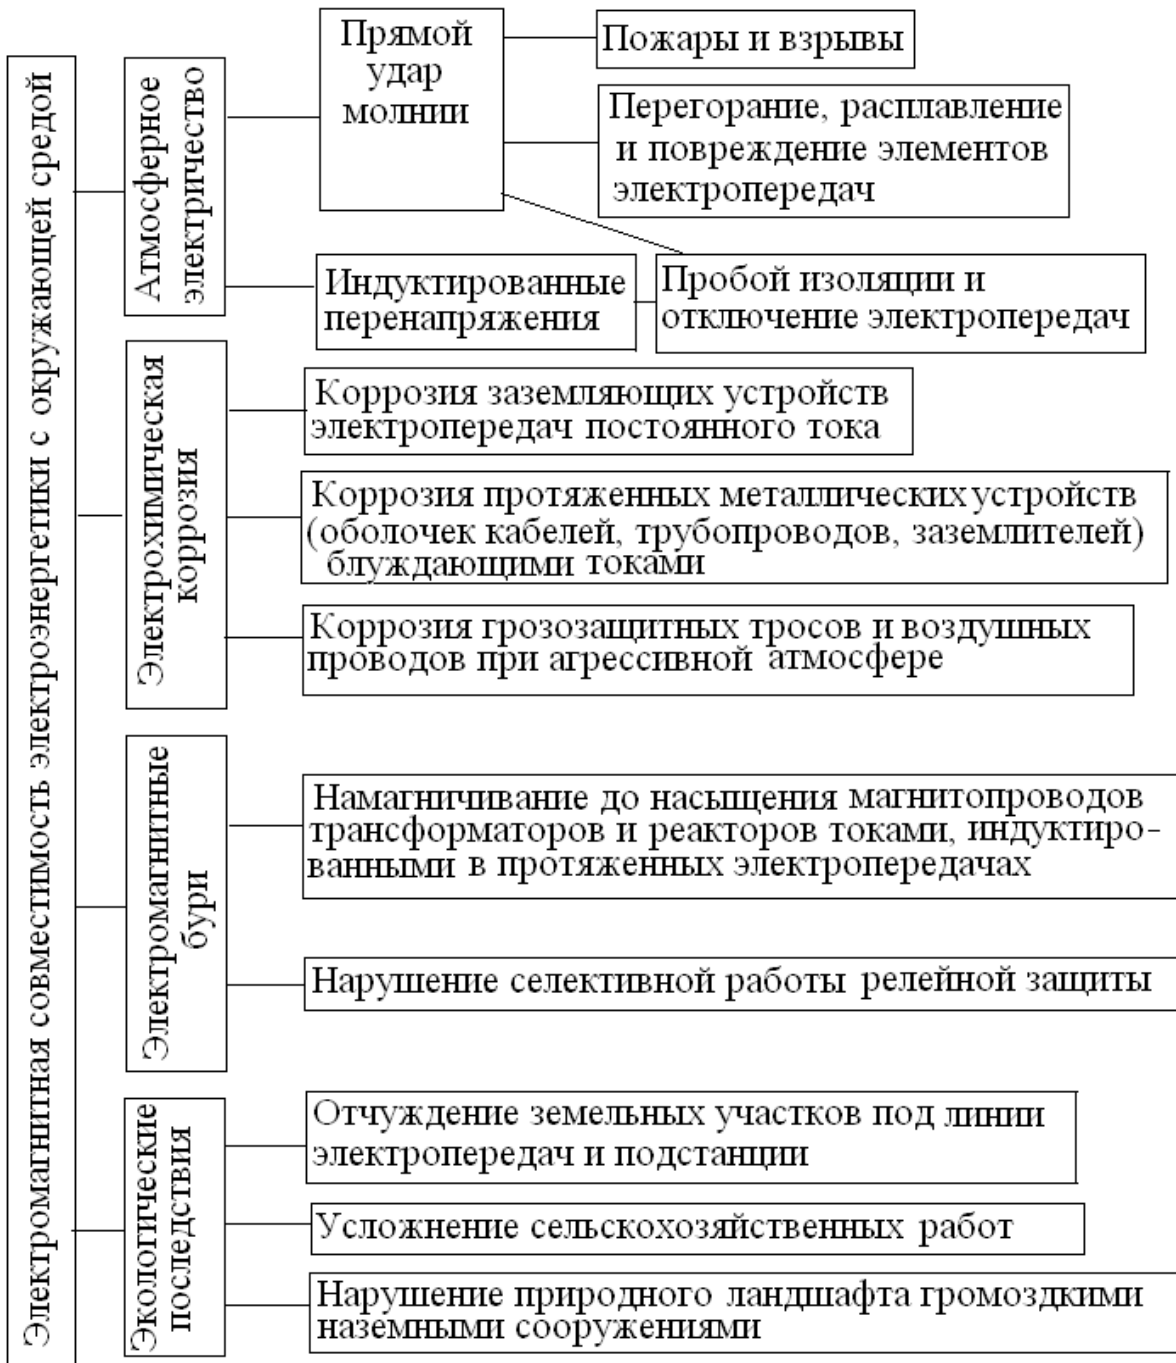 Электромагнитная совместимость электроэнергетики с окружающей средой
Атмосферное
электричество
Прямой
удар
молнии
Пожары и взрывы
Перегорание, расплавление
и повреждение элементов
электропередач
Индуктированные
перенапряжения
Пробой изоляции и
отключение электропередач
Электрохимическая
коррозия
Коррозия заземляющих устройств
электропередач постоянного тока
Коррозия протяженных металлических устройств
(оболочек кабелей, трубопроводов, заземлителей)
блуждающими токами
Коррозия грозозащитных тросов и воздушных
проводов при агрессивной атмосфере
Электромагнитные
бури
Намагничивание до насыщения магнитопроводов
трансформаторов и реакторов токами, индуктиро-
ванными в протяженных электропередачах
Нарушение селективной работы релейной защиты
Экологические
последствия
Отчуждение земельных участков под линии
электропередач и подстанции
Усложнение сельскохозяйственных работ
Нарушение природного ландшафта громоздкими
наземными сооружениями